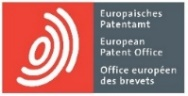 Europäisches
Patentamt
European
Patent Office
Office européen
des brevets